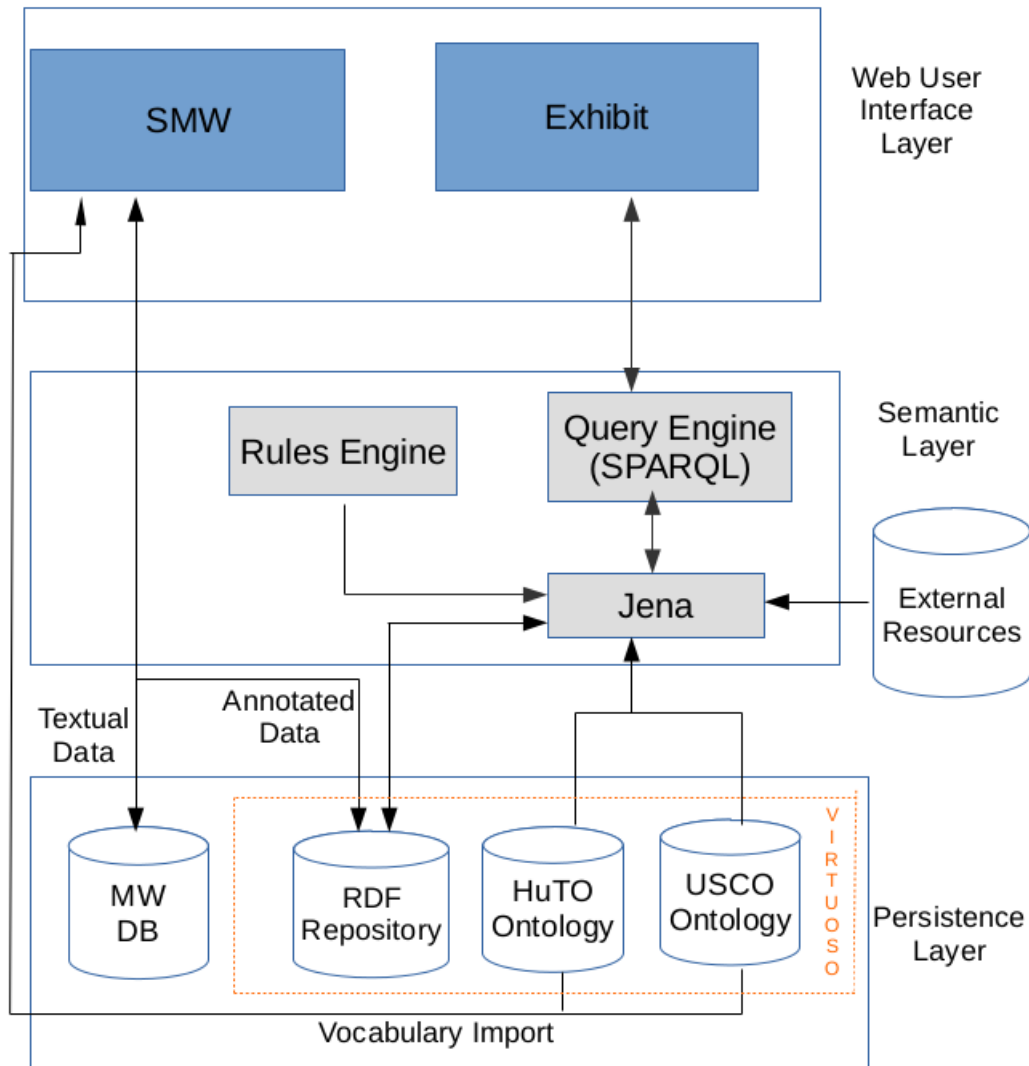 SMW
Exhibit
Web User
Interface
Layer
Rules Engine
Query Engine
(SPARQL)
Semantic
Layer
Jena
External
Resources
Textual
Data
Annotated
Data
MW
DB
RDF
Repository
HuTO
Ontology
USCO
Ontology
VIRTUOSO
Persistence
Layer
Vocabulary Import